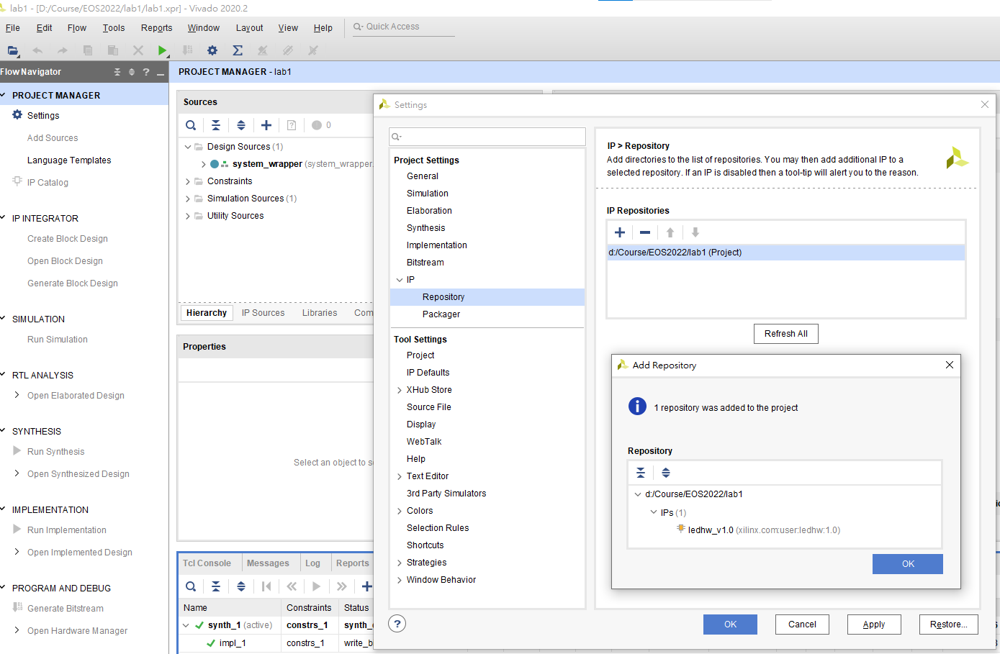 lab1 - [D:/Course/EOS2022/lab1/lab1.xpr] - Vivado 2020.2
File Edit Flow Tools Reports Window Layout View Help Quick Access
Flow Navigator
PROJECT MANAGER
Settings
Add Sources
Language Templates
IP Catalog
IP INTEGRATOR
Create Block Design
Open Block Design
Generate Block Design
SIMULATION
Run Simulation
RTL ANALYSIS
Open Elaborated Design
SYNTHESIS
Run Synthesis
Open Synthesized Design
IMPLEMENTATION
Run Implementation
Open Implemented Design
PROGRAM AND DEBUG
Generate Bitstream
Open Hardware Manager
PROJECT MANAGER - lab1
Sources
0
Design Sources (1)
system_wrapper (system_wrapper.
Constraints
Simulation Sources (1)
Utility Sources
Hierarchy IP Sources Libraries Com
Properties
Select an object to s
Tcl Console Messages Log Reports
Name Constraints Status
synth_1 (active) constrs_1 synth_
impl_1 constrs_1 write_b
Settings
Project Settings
General
Simulation
Elaboration
Synthesis
Implementation
Bitstream
IP
Repository
Packager
Tool Settings
Project
IP Defaults
XHub Store
Source File
Display
WebTalk
Help
Text Editor
3rd Party Simulators
Colors
Selection Rules
Shortcuts
Strategies
Window Behavior
IP > Repository
Add directories to the list of repositories. You may then add additional IP to a
selected repository. If an IP is disabled then a tool-tip will alert you to the reason.
IP Repositories
d:/Course/EOS2022/lab1 (Project)
Refresh All
Add Repository
1 repository was added to the project
Repository
d:/Course/EOS2022/lab1
IPs (1)
ledhw_v1.0 (xilinx.com:user:ledhw:1.0)
OK
OK Cancel Apply Restore...